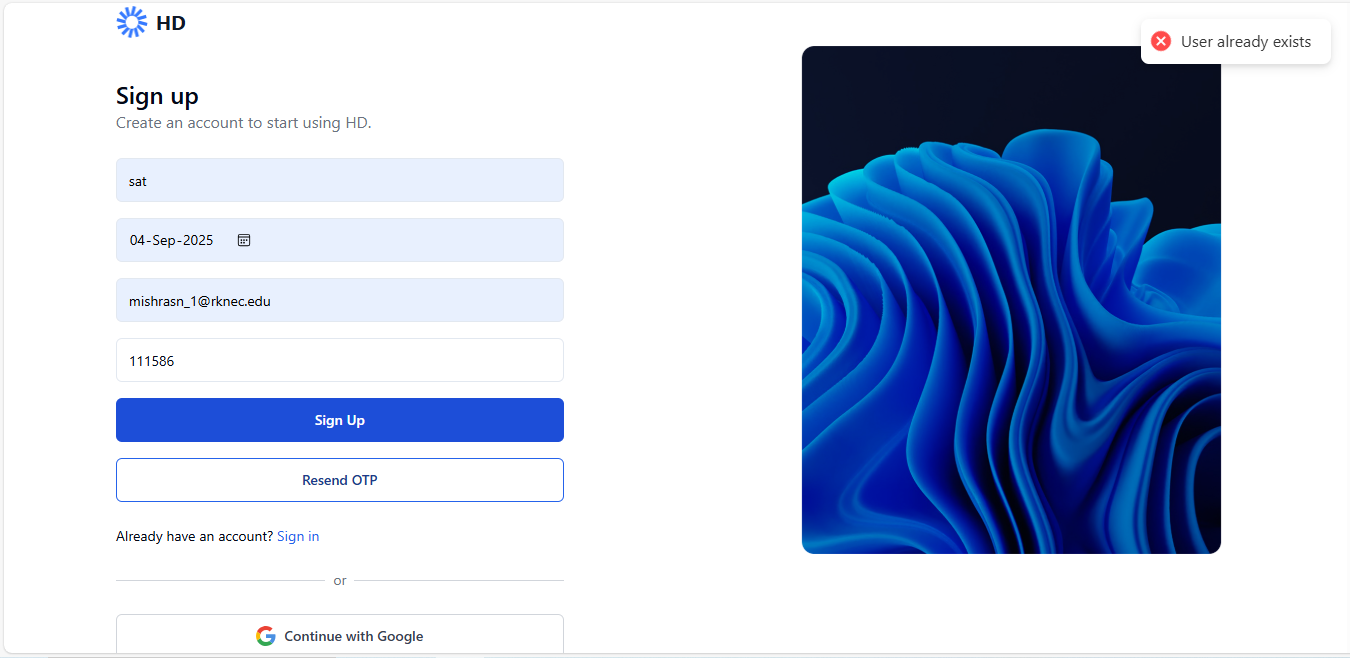 HD
User already exists
Sign up
Create an account to start using HD.
sat
04-Sep-2025
mishrasn_1@rknec.edu
111586
Sign Up
Resend OTP
Already have an account? Sign in
or
Continue with Google